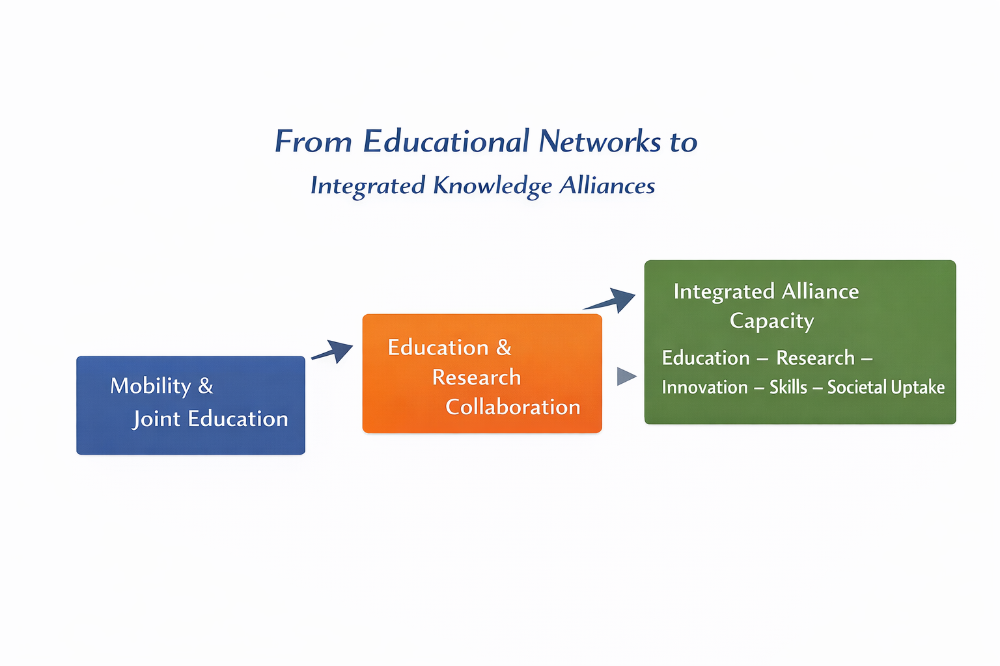 From Educational Networks to
Integrated Knowledge Alliances
Mobility &
Joint Education
Education &
Research
Collaboration
Integrated Alliance
Capacity
Education – Research –
Innovation – Skills – Societal Uptake